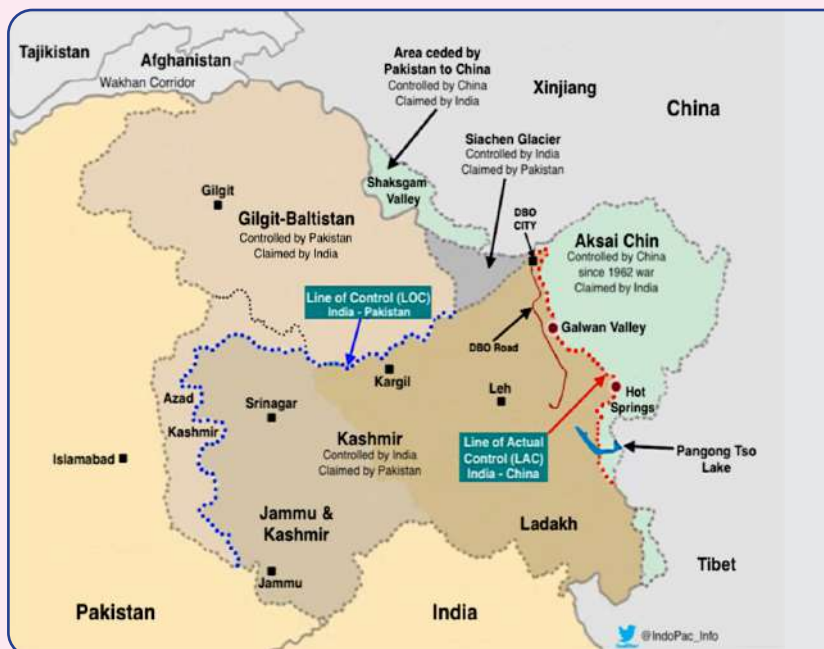 Tajikistan
Afghanistan
Wakhan Corridor
Area ceded by
Pakistan to China
Controlled by China
Claimed by India
Xinjiang
China
Siachen Glacier
Controlled by India
Claimed by Pakistan
Shaksgam
Valley
Gilgit
Gilgit-Baltistan
Controlled by Pakistan
Claimed by India
DBO
CITY
Aksai Chin
Controlled by China
since 1962 war
Claimed by India
Line of Control (LOC)
India - Pakistan
Galwan Valley
DBO Road
Kargil
Leh
Hot
Springs
Azad
Kashmir
Srinagar
Islamabad
Kashmir
Controlled by India
Claimed by Pakistan
Line of Actual
Control (LAC)
India - China
Pangong Tso
Lake
Jammu &
Kashmir
Ladakh
Jammu
Tibet
Pakistan
India
@IndoPac_Info